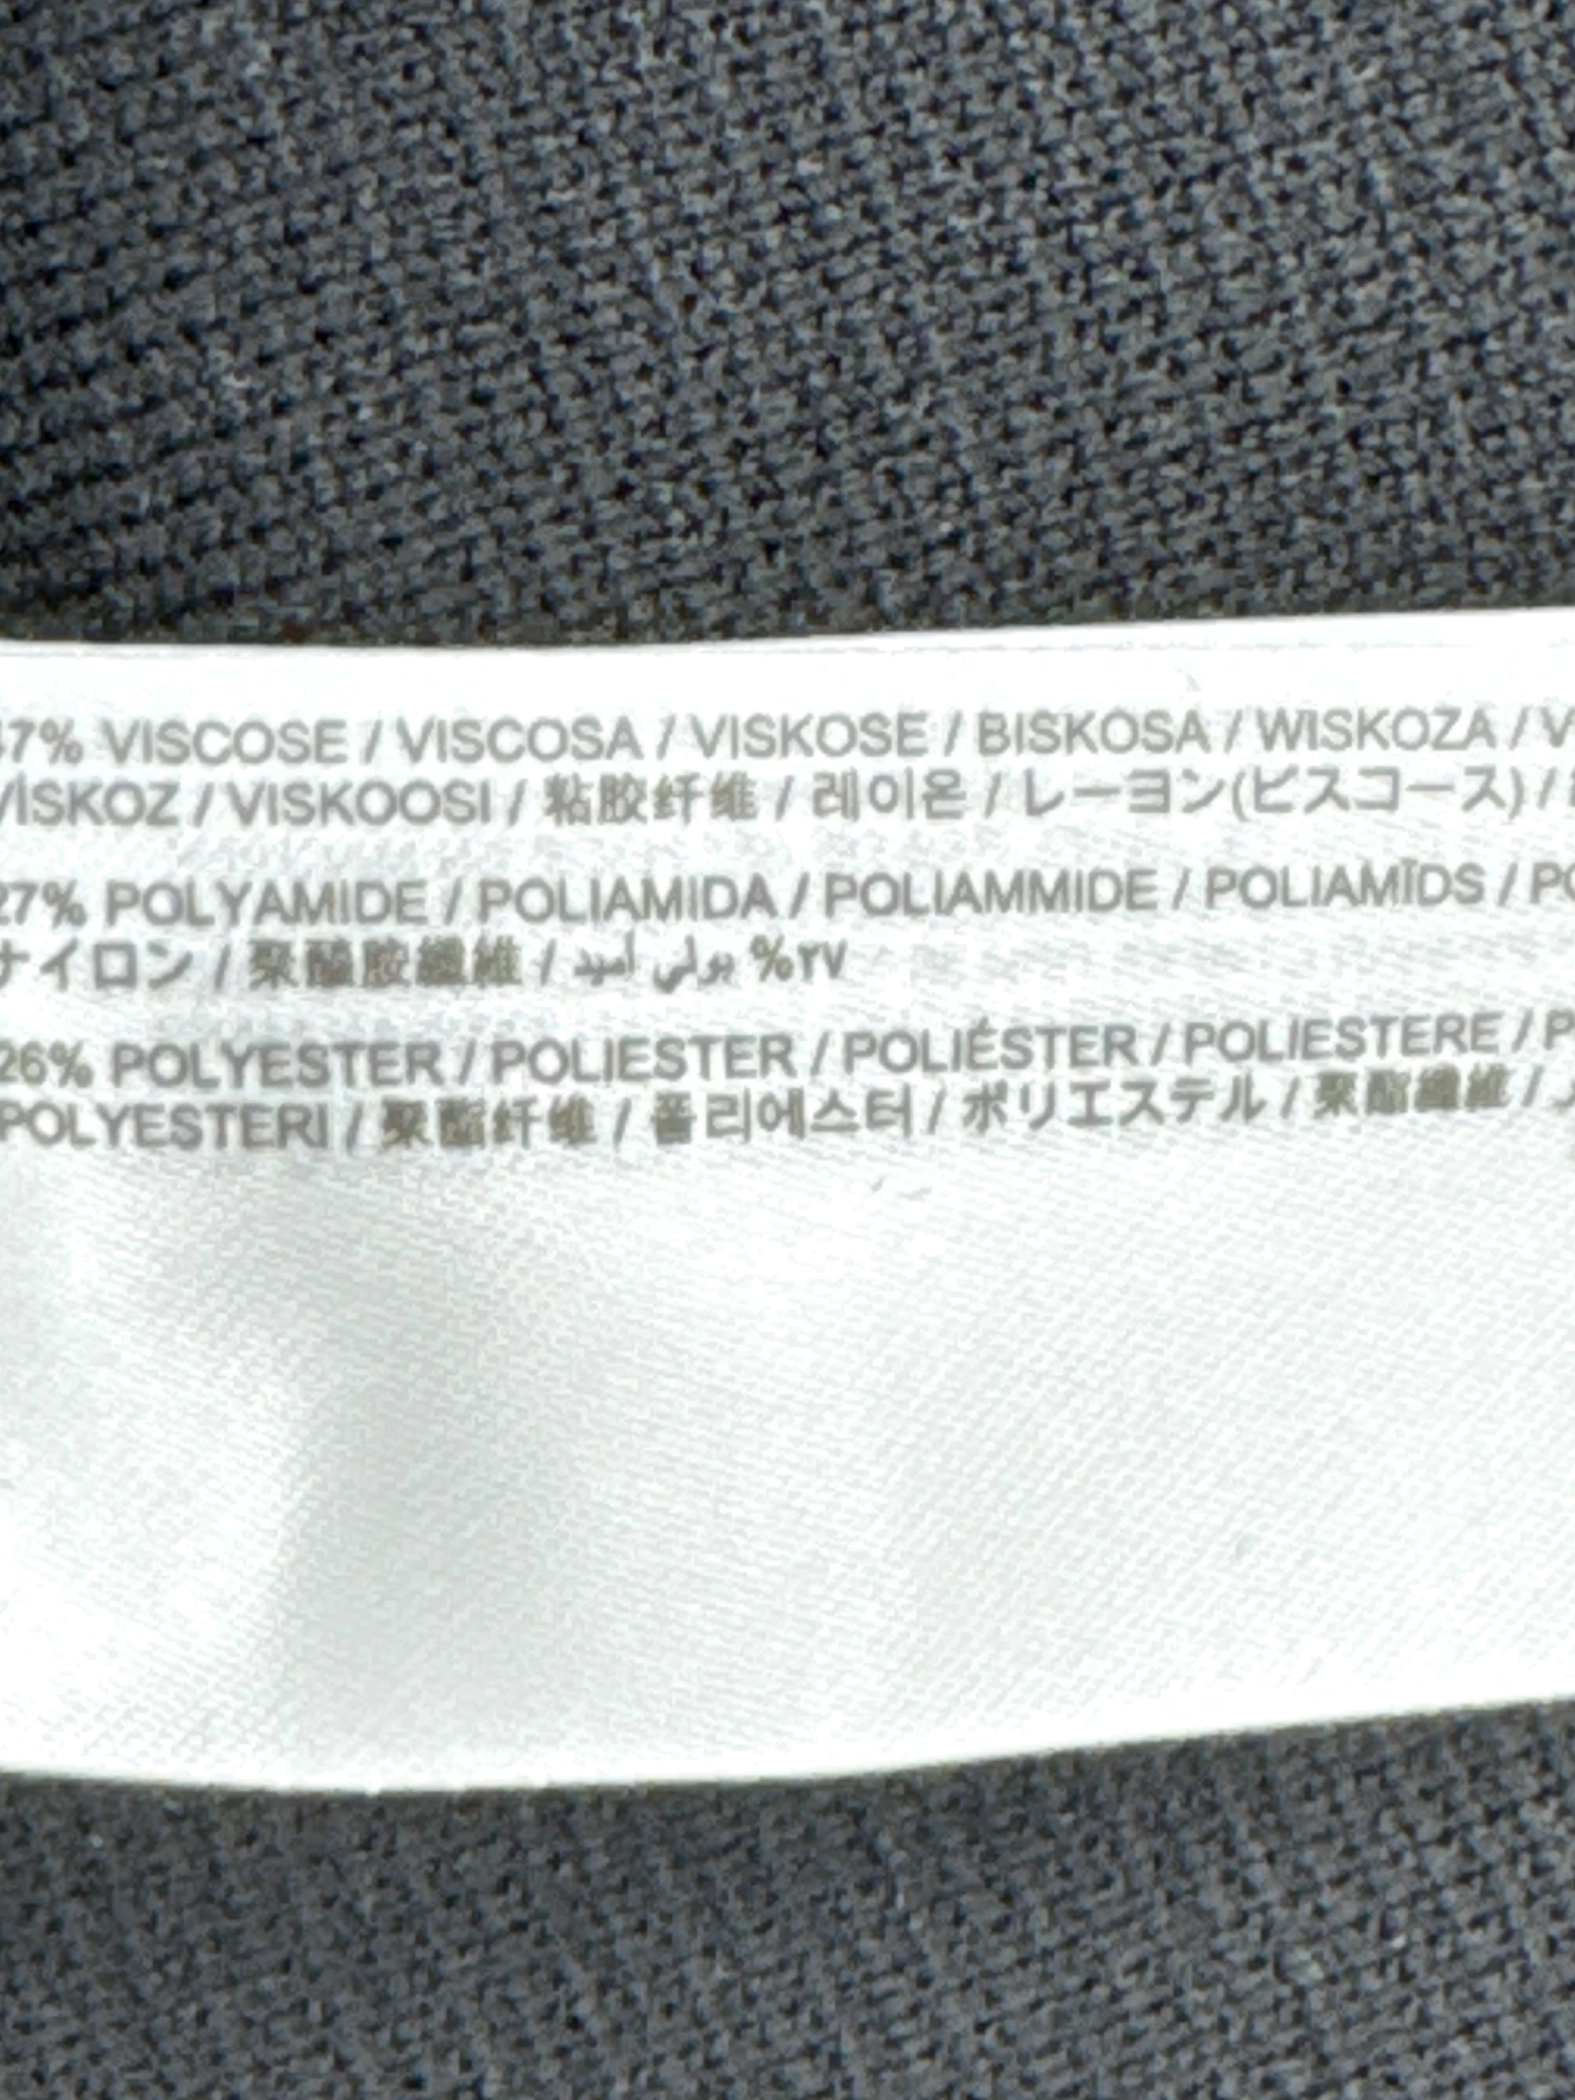 47% VISCOSE / VISCOSA / VISKOSE / BISKOSA / WISKOZA /
VİSKOZ / VISKOOSI / 粘胶纤维 / 레이온 / レーヨン(ビスコース) /
27% POLYAMIDE / POLIAMIDA / POLIAMMIDE / POLIAMĪDS /
ナイロン / 聚醯胺纖維 / ٢٧% بولي أميد
26% POLYESTER / POLIESTER / POLIÉSTER / POLIESTERE /
POLYESTERI / 聚酯纤维 / 폴리에스터 / ポリエステル / 聚酯纖維 /